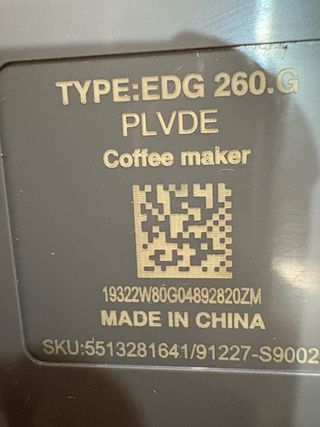 TYPE:EDG 260.G
PLVDE
Coffee maker
19322W80G04892820ZM
MADE IN CHINA
SKU:5513281641/91227-S9002